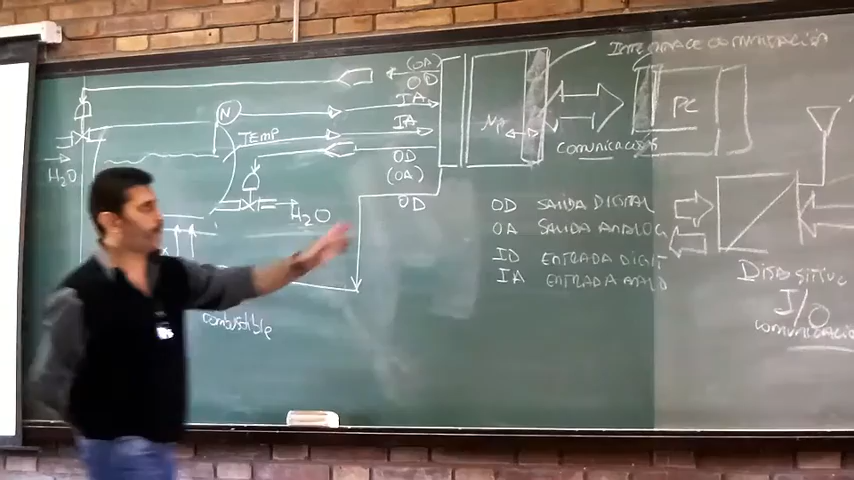 (OA)
OD
IA
N
TEMP
IA
OD
(OA)
OD
H2O
H2O
combustible
MP
INTERFACE COMUNICACIÓN
PC
COMUNICACIÓN
OD SALIDA DIGITAL
OA SALIDA ANALOG
ID ENTRADA DIGIT
IA ENTRADA ANALO
DISPOSITIVO
I/O
COMUNICACIÓN